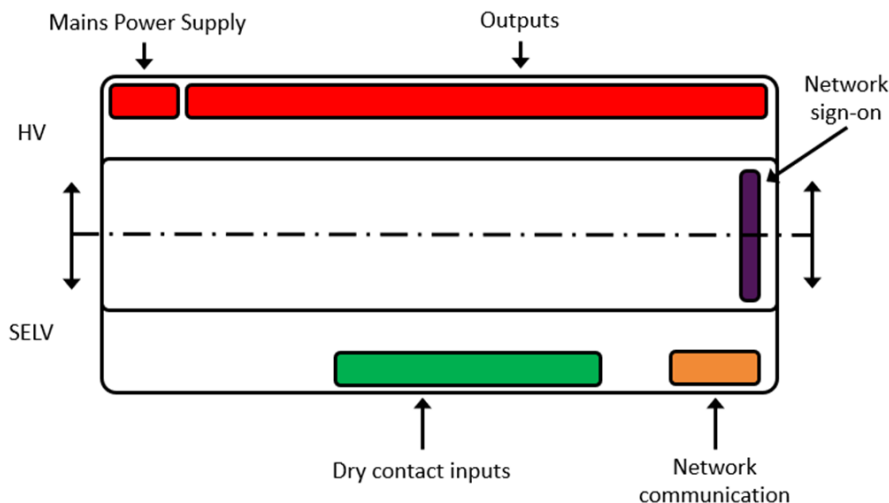 Mains Power Supply
Outputs
Network
sign-on
HV
SELV
Dry contact inputs
Network
communication